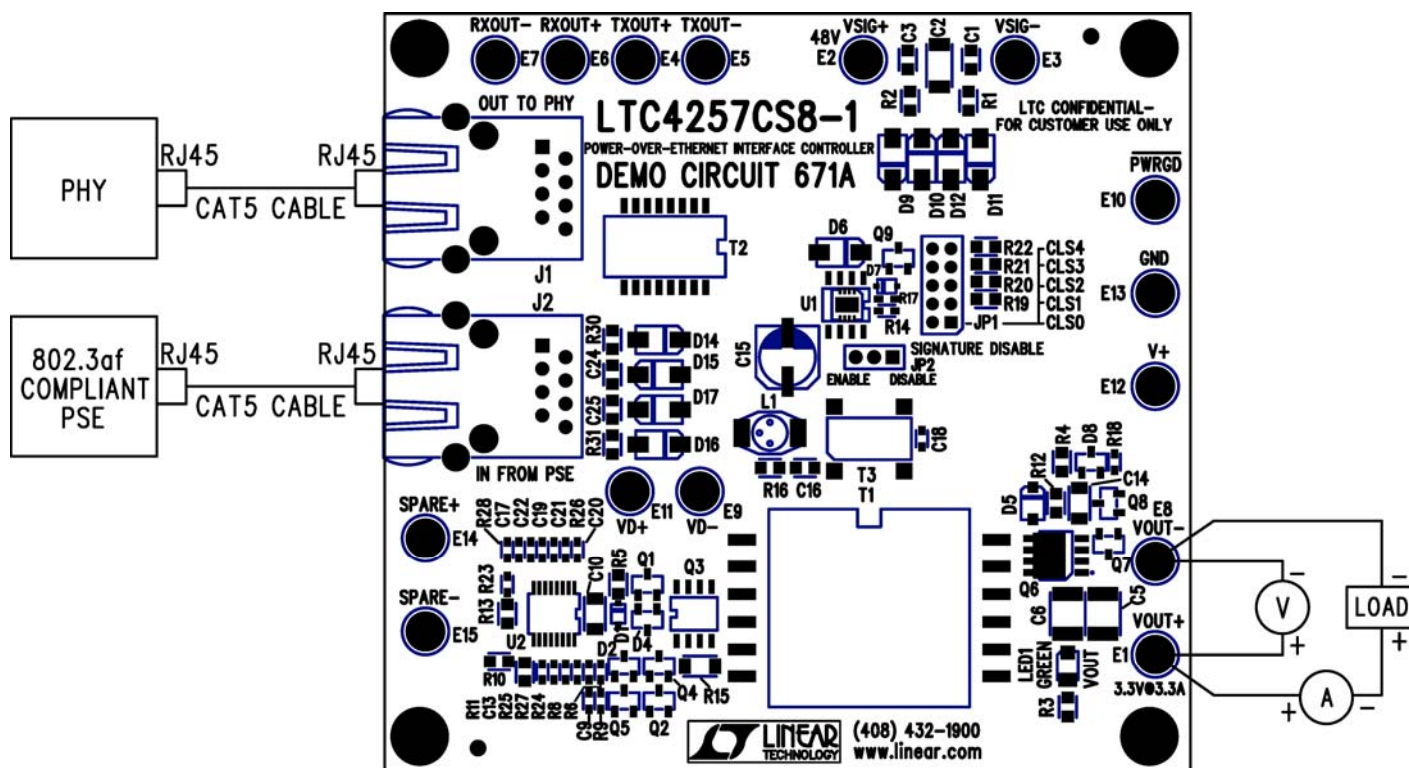 RXOUT- RXOUT+ TXOUT+ TXOUT-
E7 E6 E4 E5
VSIG+ VSIG-
48V
E2 E3
C3 C2 C1
R2 R1
OUT TO PHY
LTC4257CS8-1
POWER-OVER-ETHERNET INTERFACE CONTROLLER
DEMO CIRCUIT 671A
LTC CONFIDENTIAL-
FOR CUSTOMER USE ONLY
PHY
RJ45 RJ45
CAT5 CABLE
J1
T2
D9 D10 D12 D11
PWRGD
E10
D6 Q9
D7
U1
R17
R14
R22 CLS4
R21 CLS3
R20 CLS2
R19 CLS1
JP1 CLS0
GND
E13
V+
E12
802.3af
COMPLIANT
PSE
RJ45 RJ45
CAT5 CABLE
J2
IN FROM PSE
R30 D14
C24 D15
C25 D17
R31 D16
C15
SIGNATURE DISABLE
JP2
ENABLE DISABLE
L1
R16 C16
T3
C18
T1
E11 E9
VD+ VD-
R4 D8 R18
R12 C14
D5 Q8
Q6 Q7
E8
VOUT-
C6 C5
VOUT+
E1
3.3V@3.3A
LED1
GREEN
VOUT
R3
- V +
- LOAD +
+ A -
SPARE+
E14
SPARE-
E15
R28 C17 C22 C19 C21 R26 C20
R23
R13
U2
C10
R5 Q1 Q3
D1
D2 D4
R10
R11 C13 R25 R27 R24 R8 R6 C9 R9
Q5 Q2
Q4 R15
LT LINEAR
TECHNOLOGY
(408) 432-1900
www.linear.com